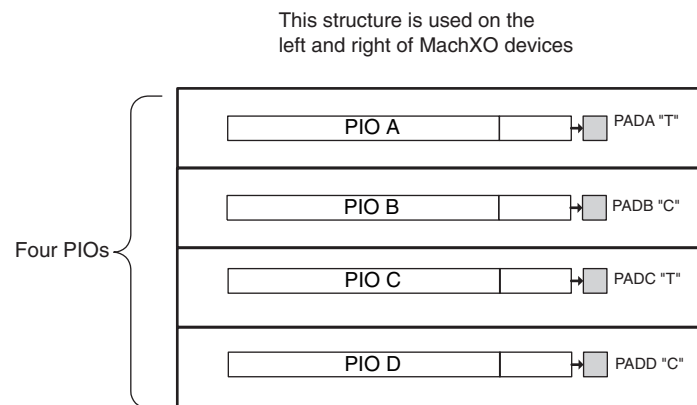 This structure is used on the
left and right of MachXO devices
PIO A
PADA "T"
PIO B
PADB "C"
Four PIOs
PIO C
PADC "T"
PIO D
PADD "C"